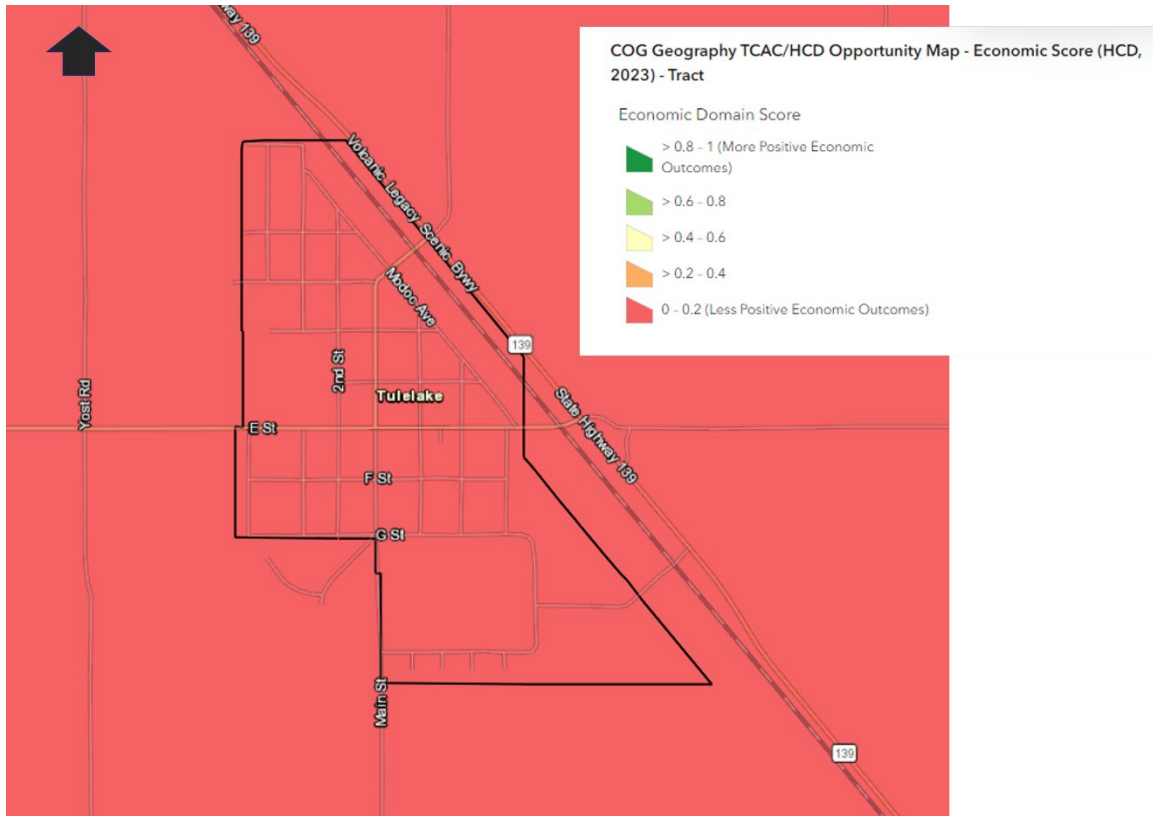 way 139
COG Geography TCAC/HCD Opportunity Map - Economic Score (HCD,
2023) - Tract
Economic Domain Score
> 0.8 - 1 (More Positive Economic
Outcomes)
> 0.6 - 0.8
> 0.4 - 0.6
> 0.2 - 0.4
0 - 0.2 (Less Positive Economic Outcomes)
Volcanic Legacy Scenic Bywy
Modoc Ave
139
2nd St
Tulelake
Yost Rd
State Highway 139
E St
F St
G St
Main St
139